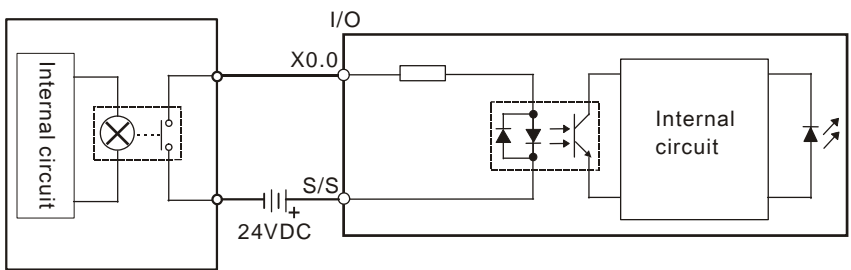 I/O
X0.0
Internal circuit
Internal
circuit
S/S
+
24VDC